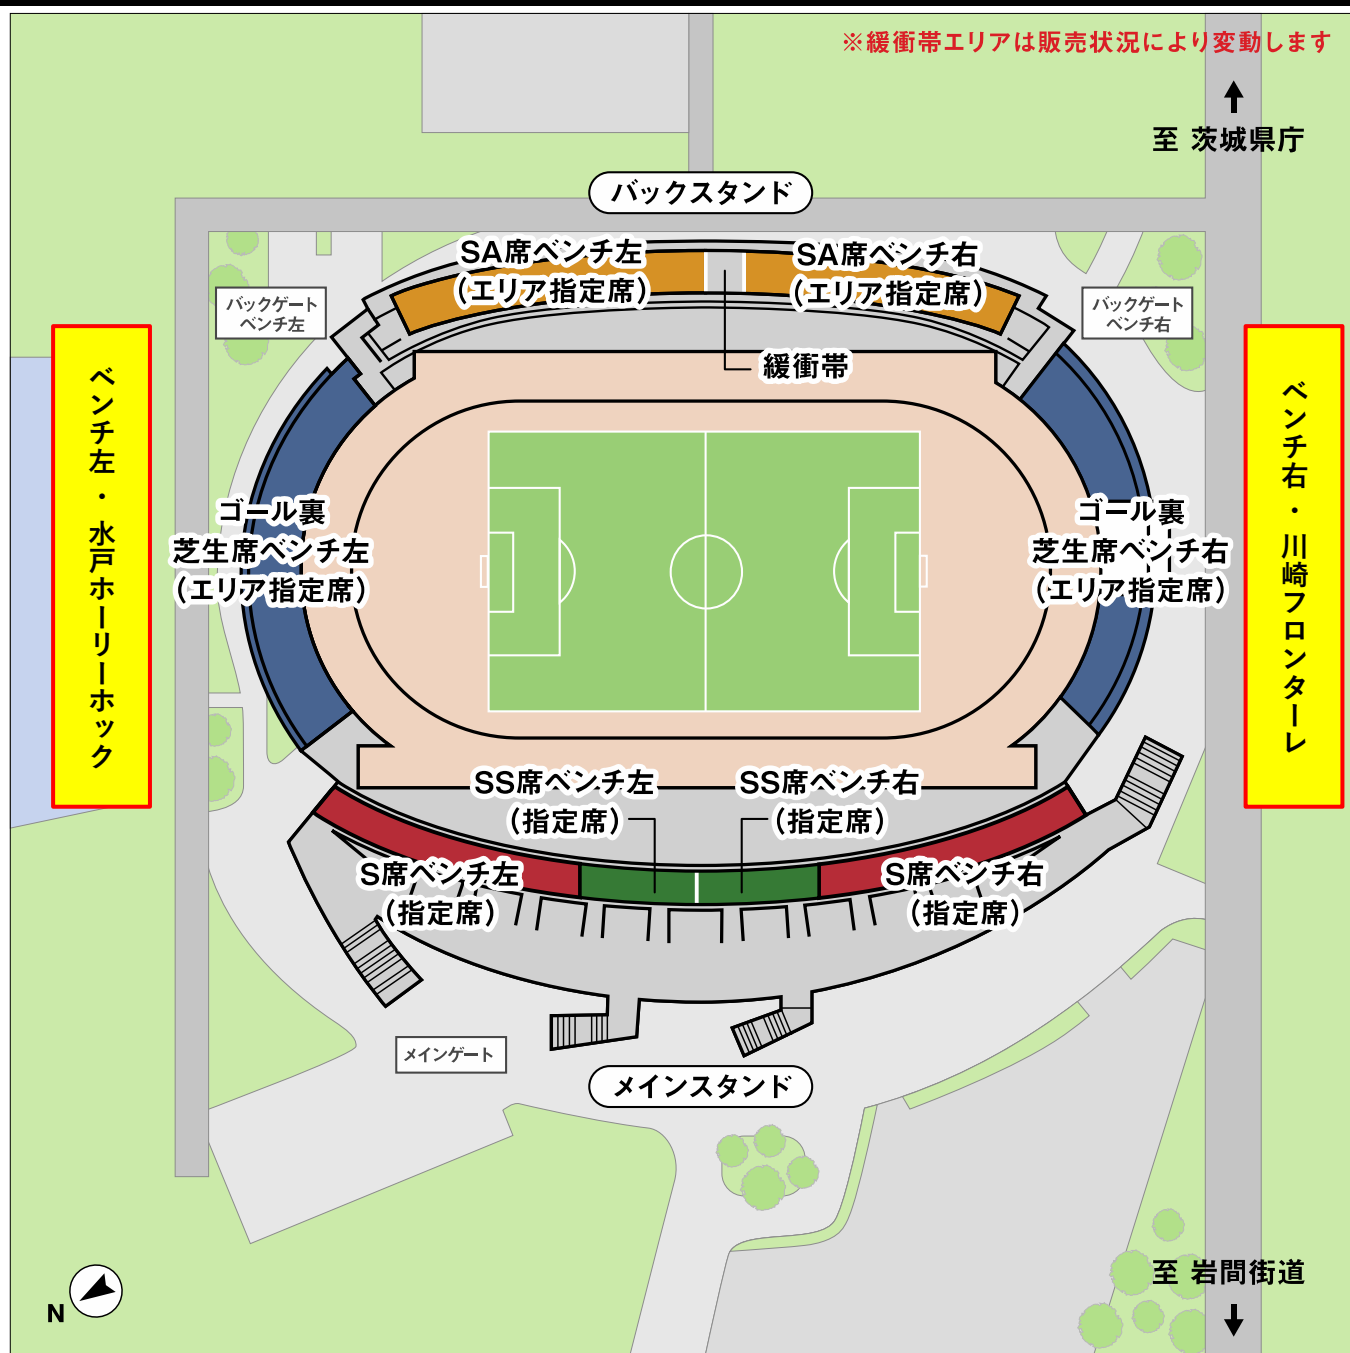 ※緩衝帯エリアは販売状況により変動します
至 茨城県庁
バックスタンド
SA席ベンチ左
（エリア指定席）
SA席ベンチ右
（エリア指定席）
バックゲート
ベンチ左
バックゲート
ベンチ右
緩衝帯
ベンチ左・水戸ホーリーホック
ベンチ右・川崎フロンターレ
ゴール裏
芝生席ベンチ左
（エリア指定席）
ゴール裏
芝生席ベンチ右
（エリア指定席）
SS席ベンチ左
（指定席）
SS席ベンチ右
（指定席）
S席ベンチ左
（指定席）
S席ベンチ右
（指定席）
メインゲート
メインスタンド
至 岩間街道
N